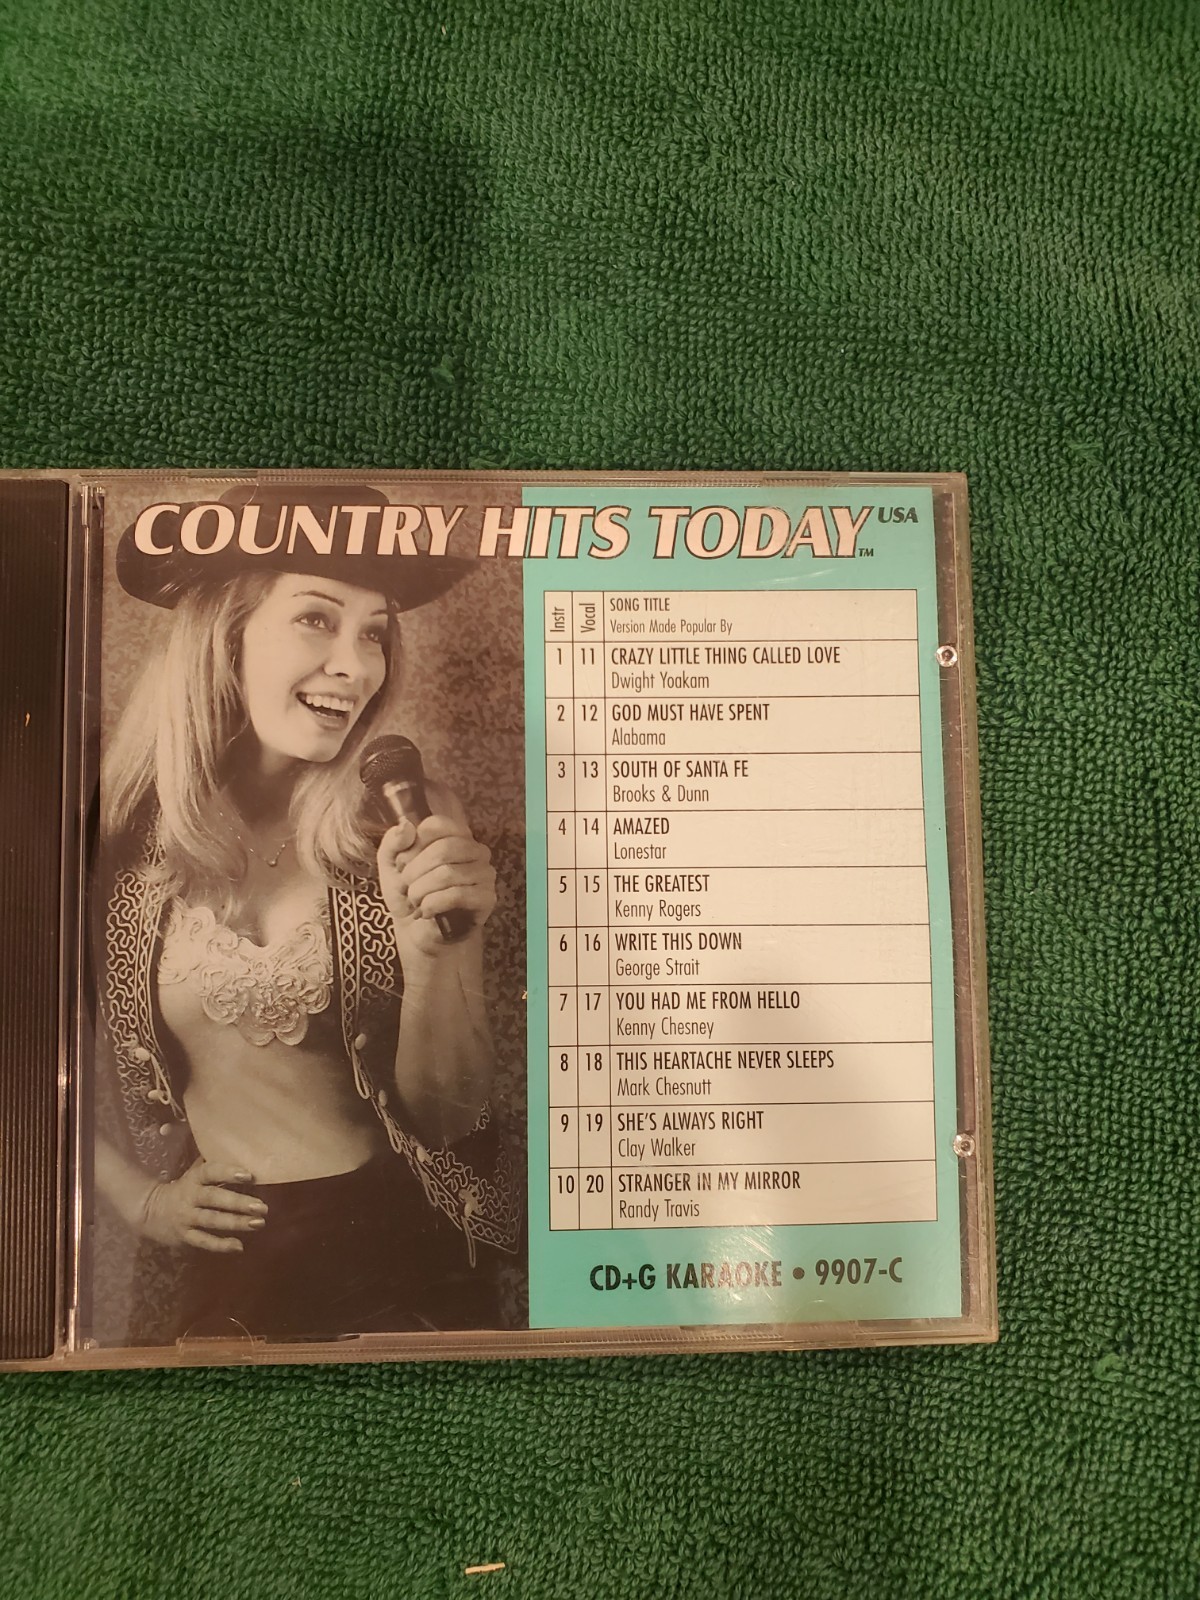 COUNTRY HITS TODAY™ USA
Instr Vocal SONG TITLE
Version Made Popular By
1 11 CRAZY LITTLE THING CALLED LOVE
Dwight Yoakam
2 12 GOD MUST HAVE SPENT
Alabama
3 13 SOUTH OF SANTA FE
Brooks & Dunn
4 14 AMAZED
Lonestar
5 15 THE GREATEST
Kenny Rogers
6 16 WRITE THIS DOWN
George Strait
7 17 YOU HAD ME FROM HELLO
Kenny Chesney
8 18 THIS HEARTACHE NEVER SLEEPS
Mark Chesnutt
9 19 SHE'S ALWAYS RIGHT
Clay Walker
10 20 STRANGER IN MY MIRROR
Randy Travis
CD+G KARAOKE • 9907-C